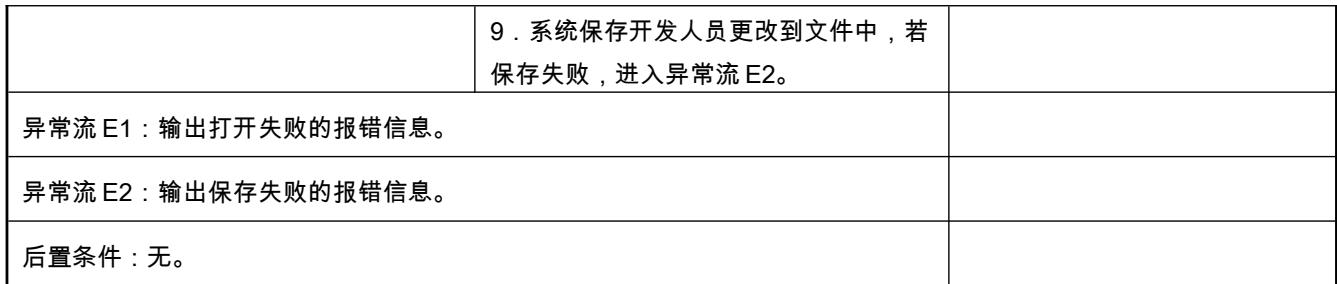 9．系统保存开发人员更改到文件中，若
保存失败，进入异常流 E2。
异常流 E1：输出打开失败的报错信息。
异常流 E2：输出保存失败的报错信息。
后置条件：无。